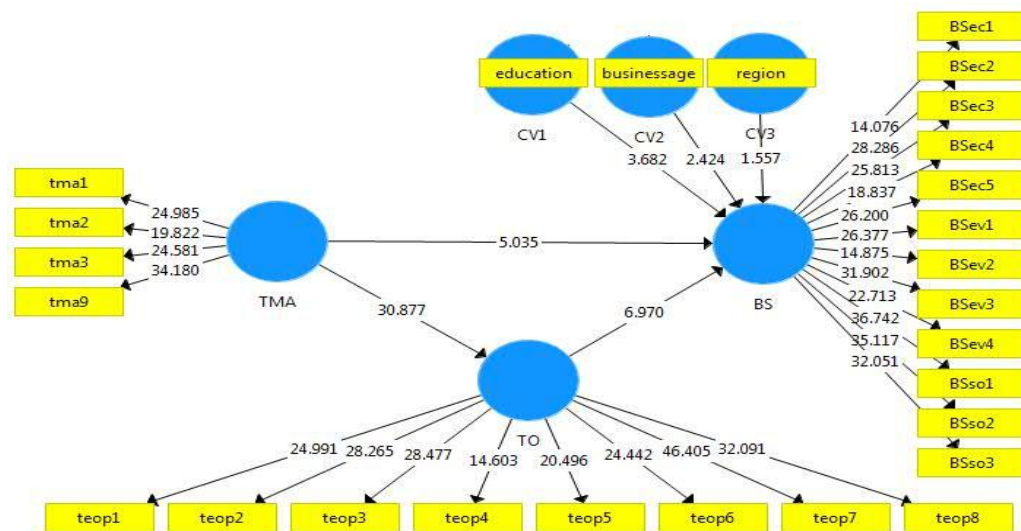 BSec1
BSec2
BSec3
BSec4
BSec5
BSev1
BSev2
BSev3
BSev4
BSso1
BSso2
BSso3
education
businessage
region
CV1
CV2
CV3
3.682
2.424
1.557
14.076
28.286
25.813
18.837
26.200
26.377
14.875
31.902
22.713
36.742
35.117
32.051
tma1
tma2
tma3
tma9
24.985
19.822
24.581
34.180
TMA
5.035
BS
30.877
6.970
TO
24.991
28.265
28.477
14.603
20.496
24.442
46.405
32.091
teop1
teop2
teop3
teop4
teop5
teop6
teop7
teop8